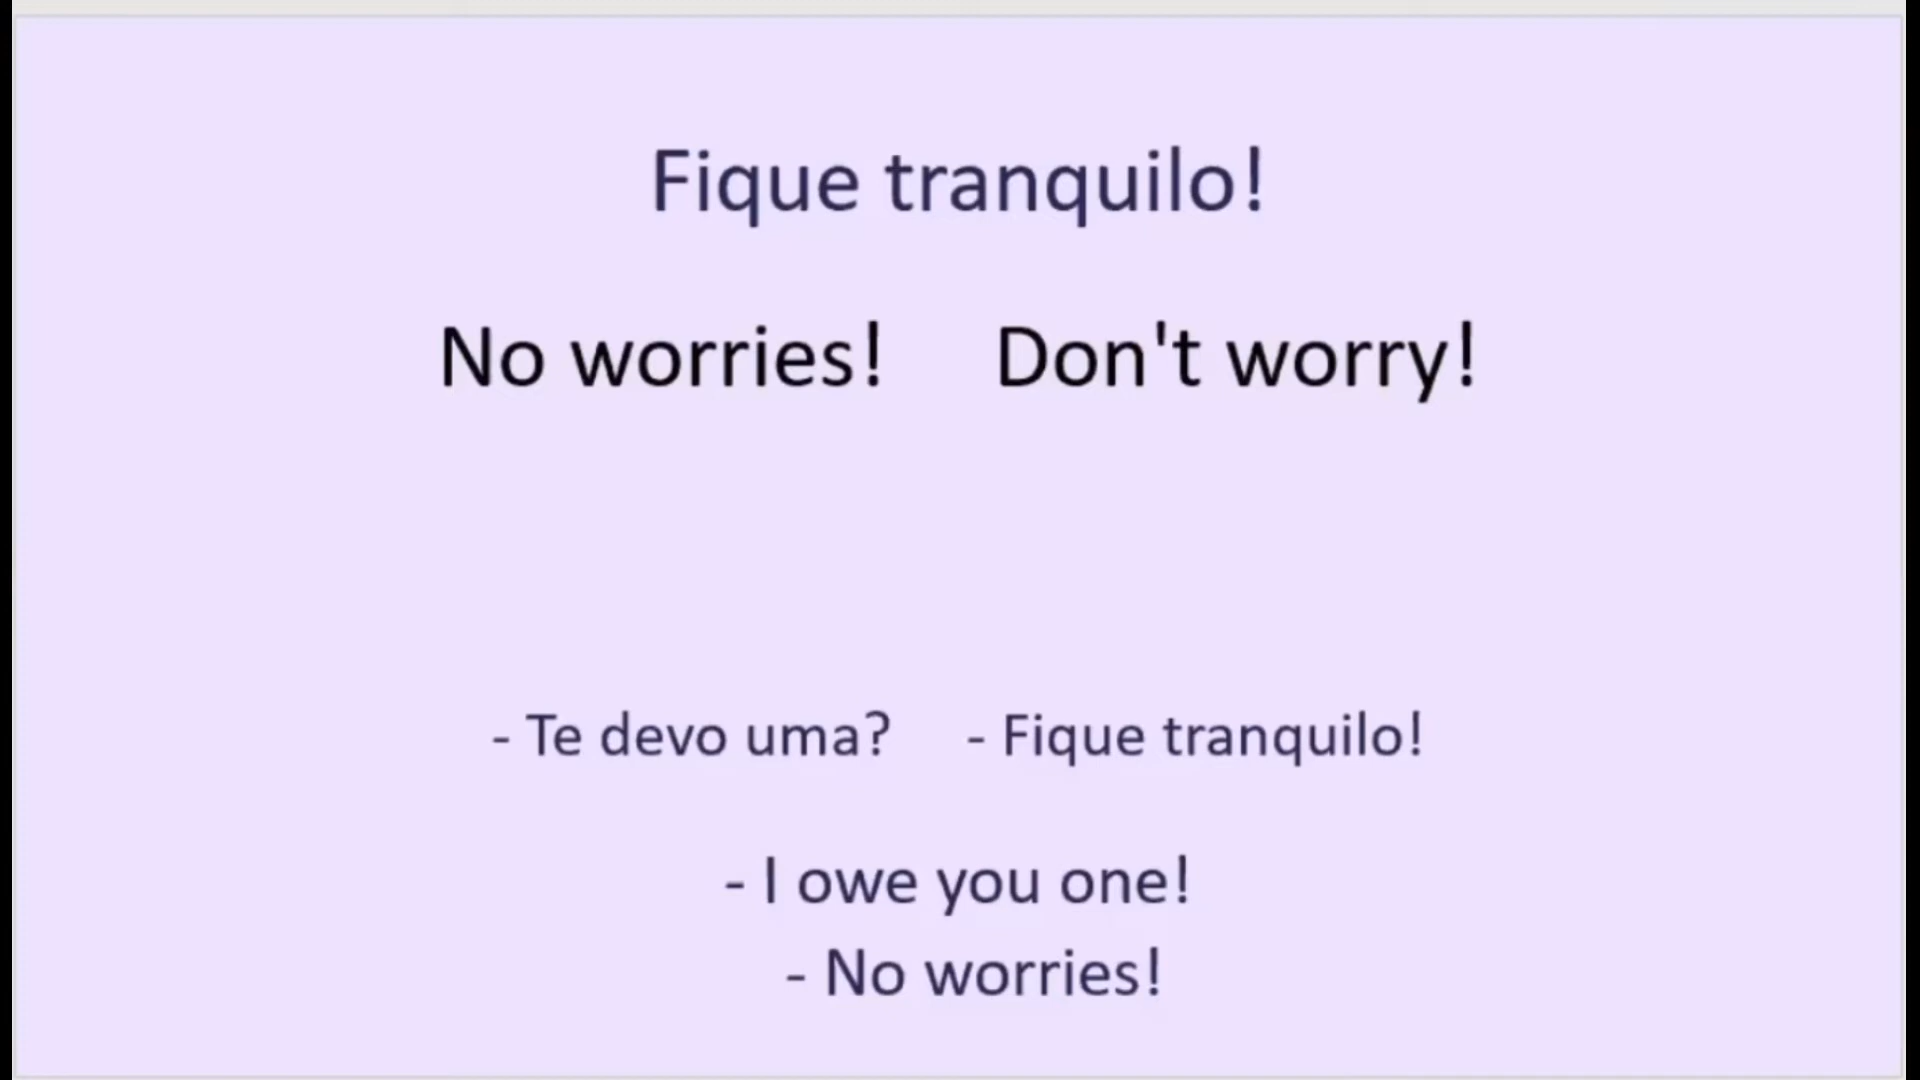 Fique tranquilo!
No worries! Don't worry!
- Te devo uma? - Fique tranquilo!
- I owe you one!
- No worries!